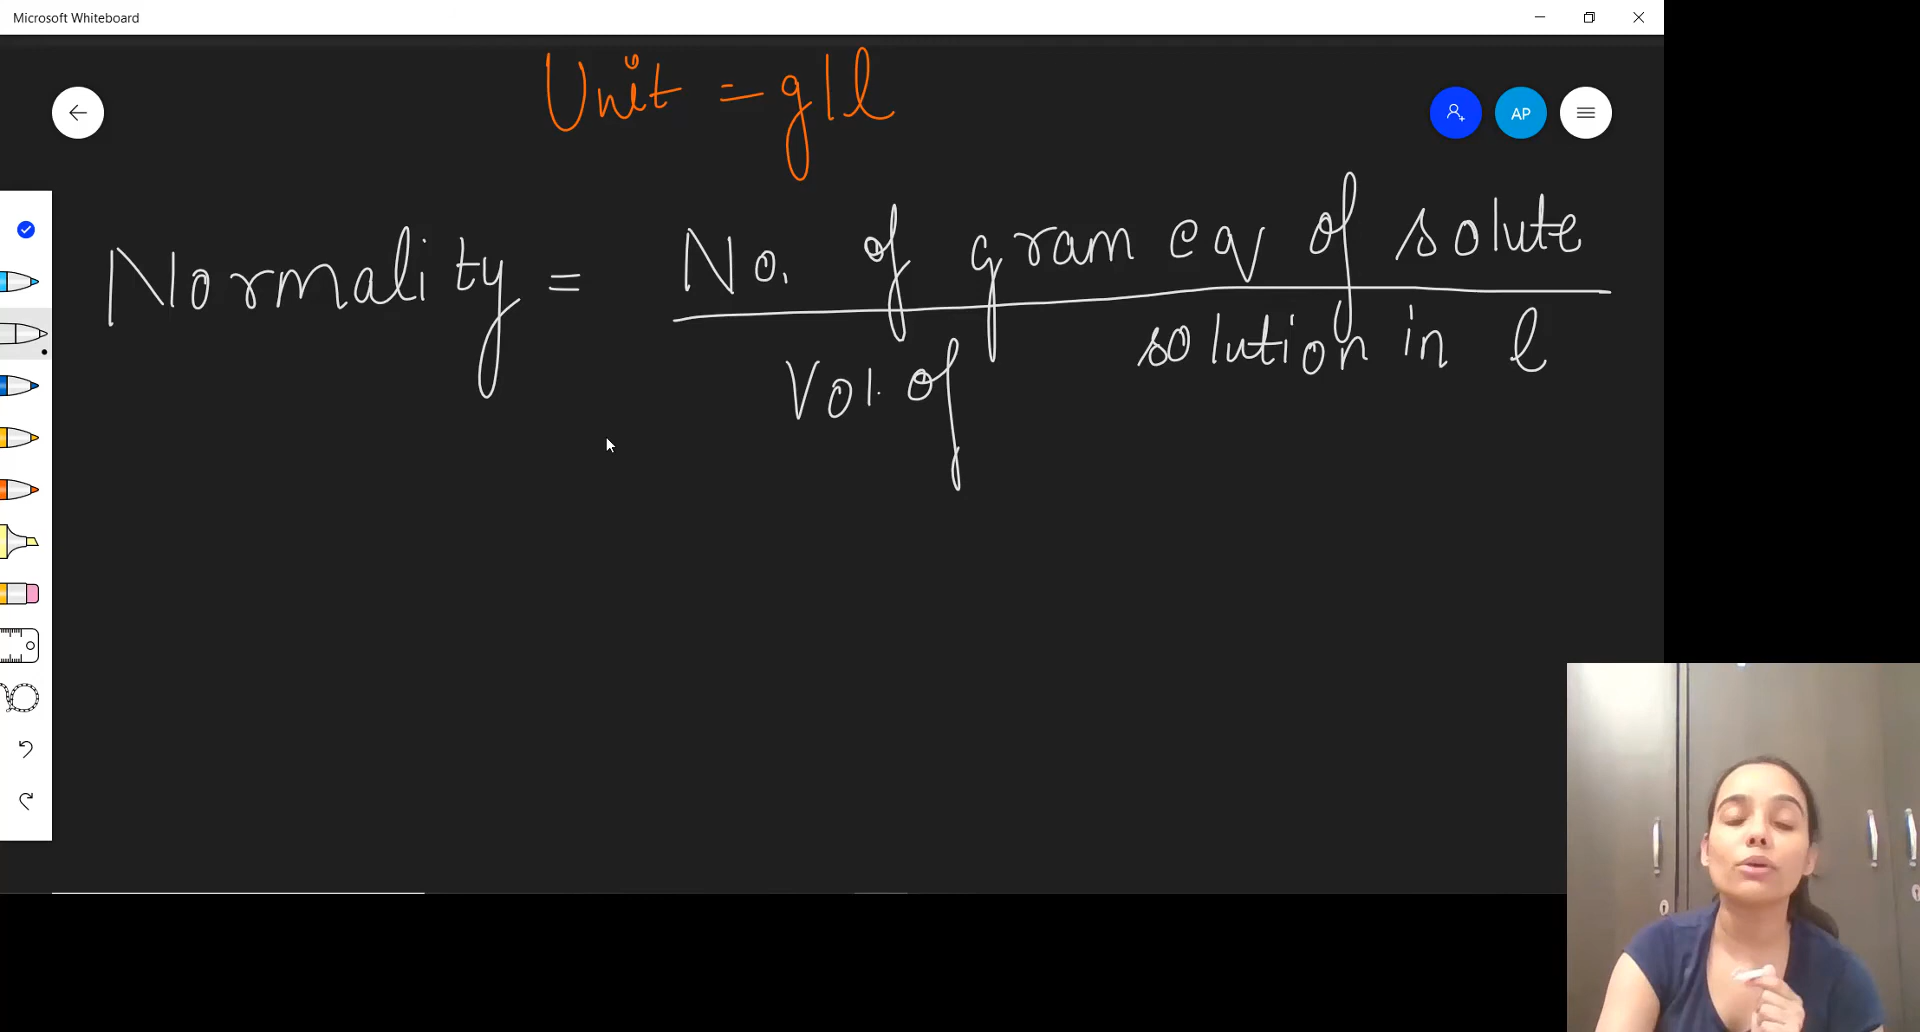 Microsoft Whiteboard
Unit = g|l
AP
Normality = No. of gram eq of solute
Vol. of solution in l